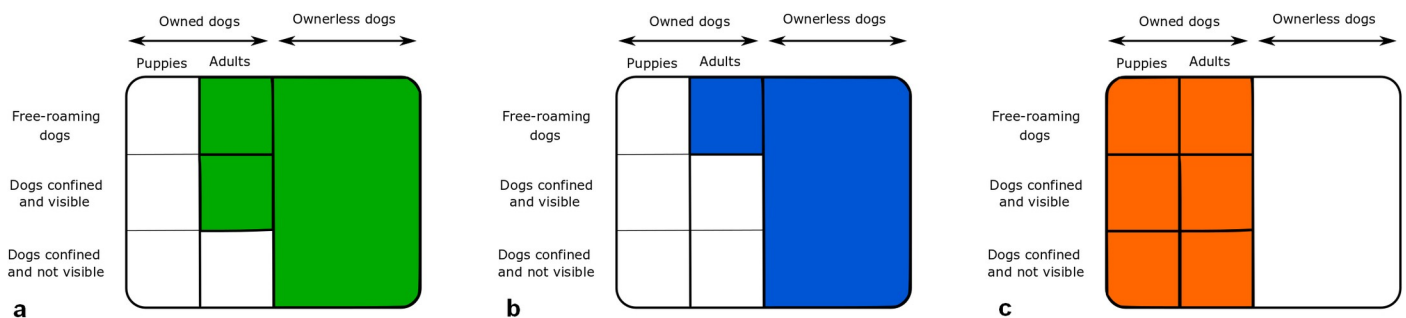 Owned dogs
Ownerless dogs
Puppies
Adults
Free-roaming
dogs
Dogs confined
and visible
Dogs confined
and not visible
a
Owned dogs
Ownerless dogs
Puppies
Adults
Free-roaming
dogs
Dogs confined
and visible
Dogs confined
and not visible
b
Owned dogs
Ownerless dogs
Puppies
Adults
Free-roaming
dogs
Dogs confined
and visible
Dogs confined
and not visible
c